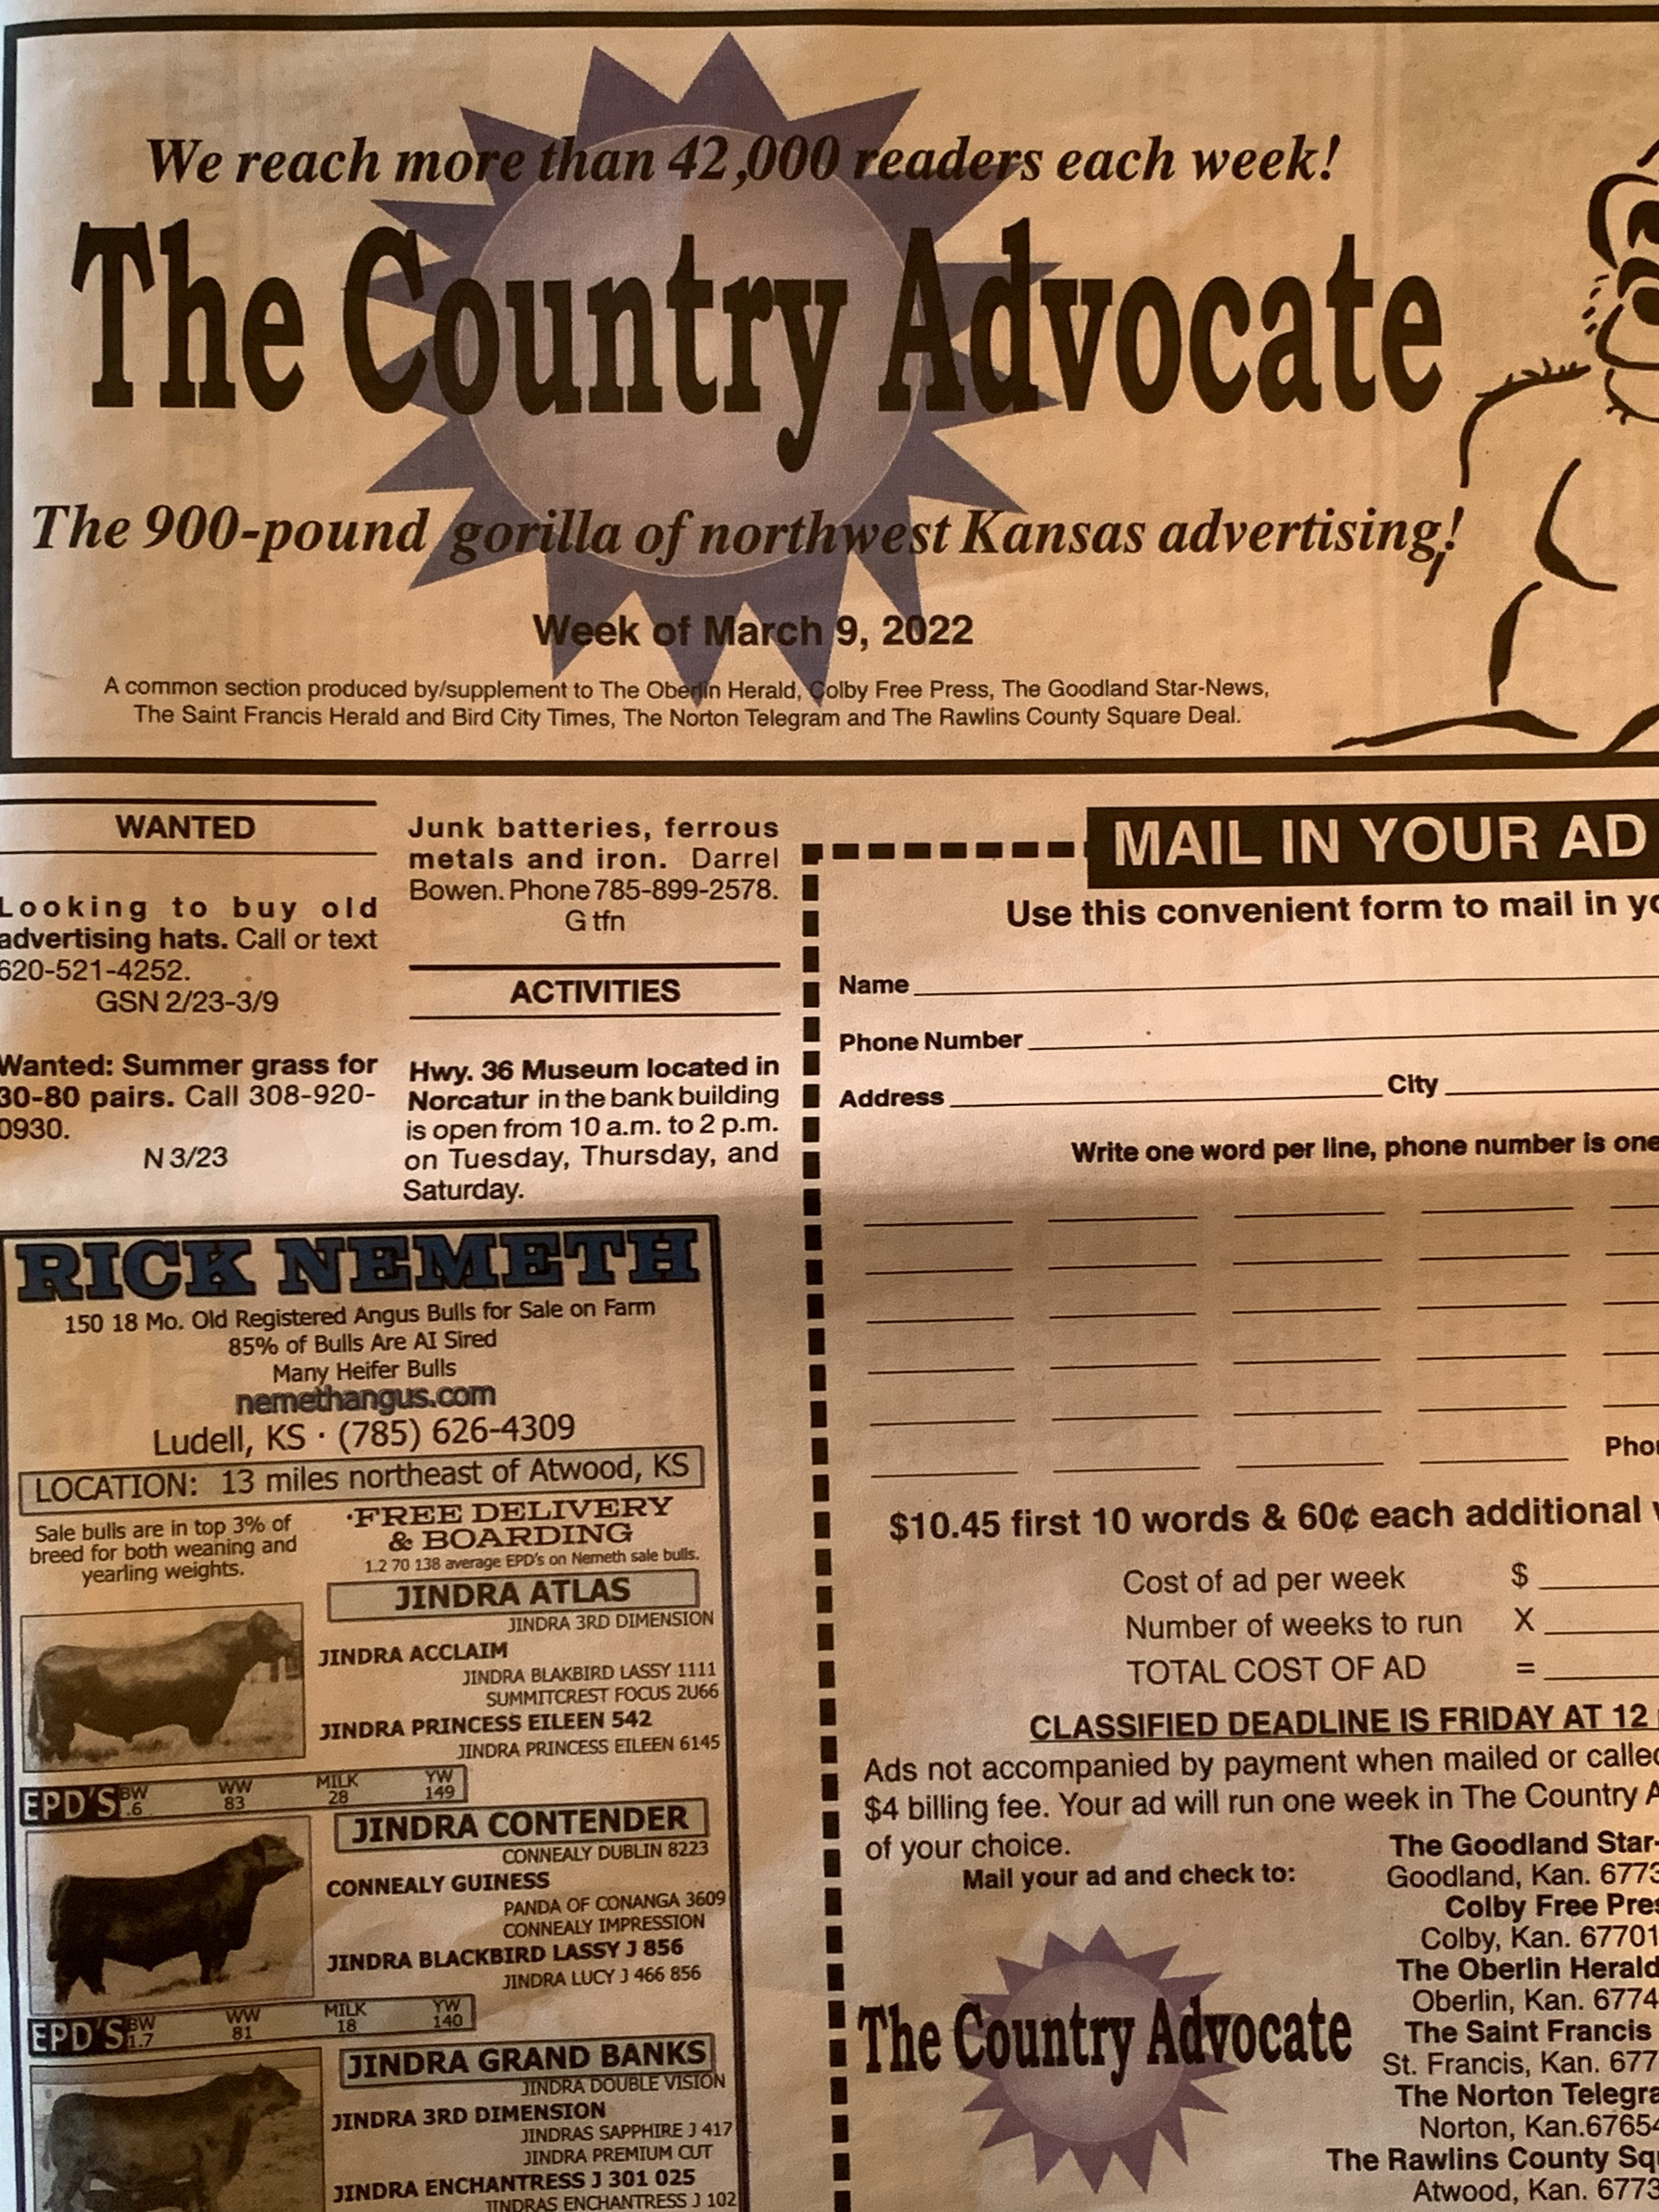 We reach more than 42,000 readers each week!
The Country Advocate
The 900-pound gorilla of northwest Kansas advertising!
Week of March 9, 2022
A common section produced by/supplement to The Oberlin Herald, Colby Free Press, The Goodland Star-News,
The Saint Francis Herald and Bird City Times, The Norton Telegram and The Rawlins County Square Deal.
WANTED
Looking to buy old
advertising hats. Call or text
620-521-4252.
GSN 2/23-3/9
Wanted: Summer grass for
30-80 pairs. Call 308-920-
0930.
N 3/23
Junk batteries, ferrous
metals and iron. Darrel
Bowen. Phone 785-899-2578.
G tfn
ACTIVITIES
Hwy. 36 Museum located in
Norcatur in the bank building
is open from 10 a.m. to 2 p.m.
on Tuesday, Thursday, and
Saturday.
RICK NEMETH
150 18 Mo. Old Registered Angus Bulls for Sale on Farm
85% of Bulls Are AI Sired
Many Heifer Bulls
nemethangus.com
Ludell, KS · (785) 626-4309
LOCATION: 13 miles northeast of Atwood, KS
Sale bulls are in top 3% of
breed for both weaning and
yearling weights.
·FREE DELIVERY
& BOARDING
1.2 70 138 average EPD's on Nemeth sale bulls.
JINDRA ATLAS
JINDRA 3RD DIMENSION
JINDRA ACCLAIM
JINDRA BLAKBIRD LASSY 1111
SUMMITCREST FOCUS 2U66
JINDRA PRINCESS EILEEN 542
JINDRA PRINCESS EILEEN 6145
EPD'S BW WW MILK YW
.6 83 28 149
JINDRA CONTENDER
CONNEALY DUBLIN 8223
CONNEALY GUINESS
PANDA OF CONANGA 3609
CONNEALY IMPRESSION
JINDRA BLACKBIRD LASSY J 856
JINDRA LUCY J 466 856
EPD'S BW WW MILK YW
1.7 81 18 140
JINDRA GRAND BANKS
JINDRA DOUBLE VISION
JINDRA 3RD DIMENSION
JINDRAS SAPPHIRE J 417
JINDRA PREMIUM CUT
JINDRA ENCHANTRESS J 301 025
JINDRAS ENCHANTRESS J 102
MAIL IN YOUR AD
Use this convenient form to mail in yo
Name
Phone Number
Address City
Write one word per line, phone number is one
Pho
$10.45 first 10 words & 60¢ each additional
Cost of ad per week $
Number of weeks to run X
TOTAL COST OF AD =
CLASSIFIED DEADLINE IS FRIDAY AT 12
Ads not accompanied by payment when mailed or called
$4 billing fee. Your ad will run one week in The Country A
of your choice.
Mail your ad and check to:
The Country Advocate
The Goodland Star-
Goodland, Kan. 6773
Colby Free Pres
Colby, Kan. 67701
The Oberlin Herald
Oberlin, Kan. 6774
The Saint Francis
St. Francis, Kan. 677
The Norton Telegra
Norton, Kan.67654
The Rawlins County Squ
Atwood, Kan. 6773